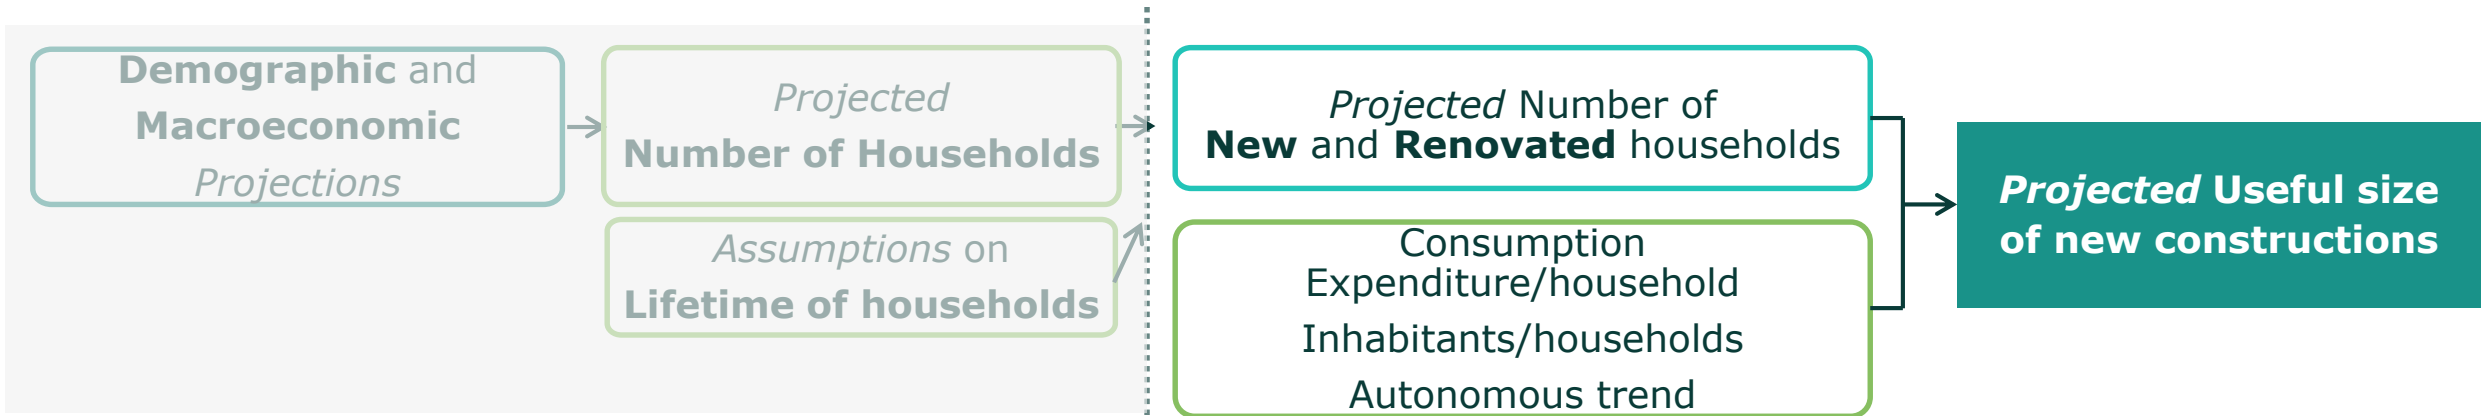 Demographic and
Macroeconomic
Projections
Projected
Number of Households
Assumptions on
Lifetime of households
Projected Number of
New and Renovated households
Consumption
Expenditure/household
Inhabitants/households
Autonomous trend
Projected Useful size
of new constructions